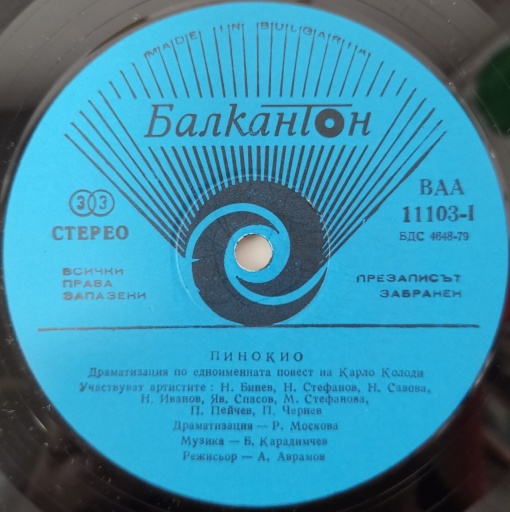 MADE IN BULGARIA
Балкантон
33
СТЕРЕО
ВАА
11103-I
БДС 4648-79
ВСИЧКИ
ПРАВА
ЗАПАЗЕНИ
ПРЕЗАПИСЪТ
ЗАБРАНЕН
ПИНОКИО
Драматизация по едноименната повест на Карло Колоди
Участвуват артистите : Н. Бинев, Н. Стефанов, Н. Савова,
Н. Иванов, Яв. Спасов, М. Стефанова,
П. Пейчев, П. Чернев
Драматизация — Р. Москова
Музика — Б. Карадимчев
Режисьор — А. Аврамов